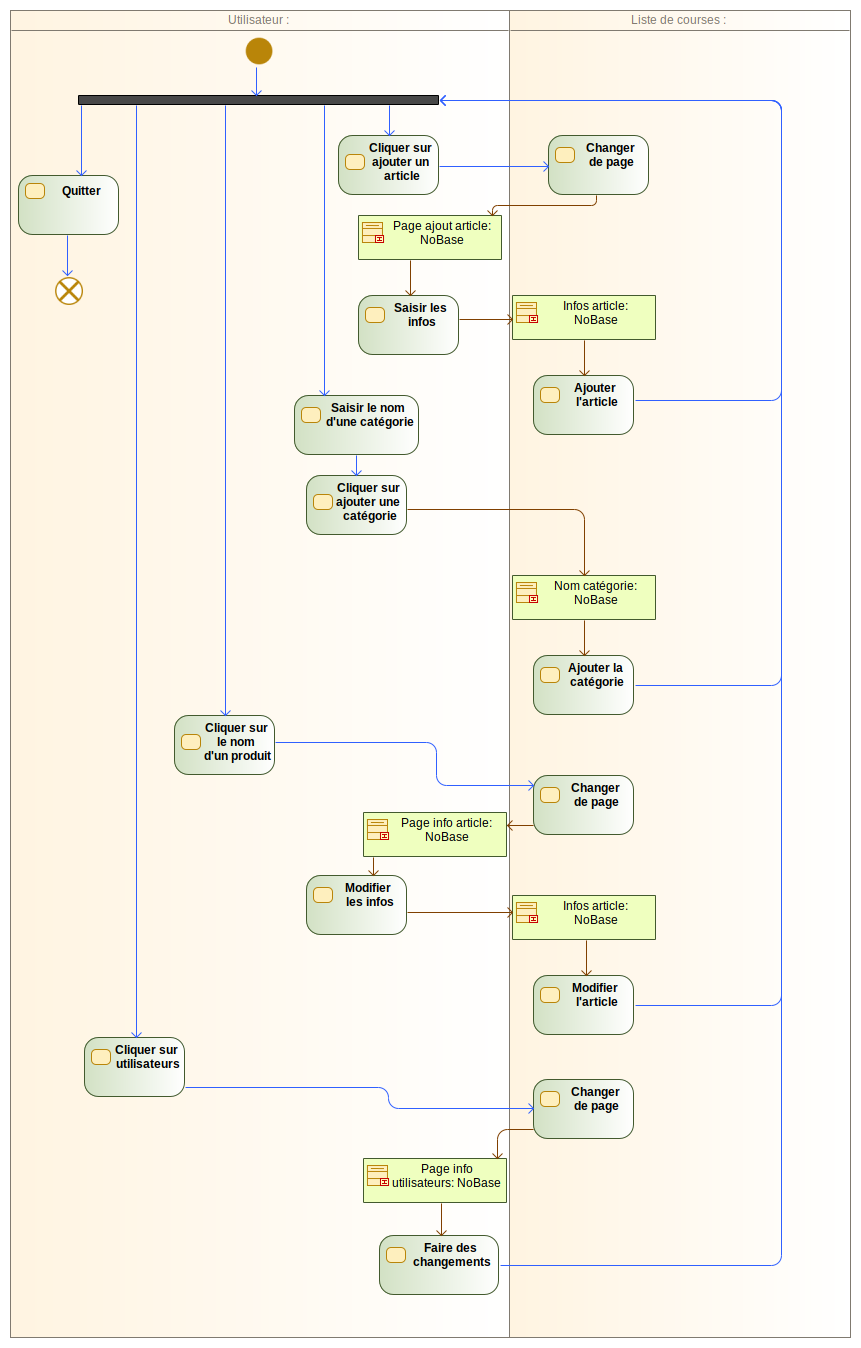 Utilisateur :
Liste de courses :
Cliquer sur
ajouter un
article
Changer
de page
Quitter
Page ajout article:
NoBase
Saisir les
infos
Infos article:
NoBase
Ajouter
l'article
Saisir le nom
d'une catégorie
Cliquer sur
ajouter une
catégorie
Nom catégorie:
NoBase
Ajouter la
catégorie
Cliquer sur
le nom
d'un produit
Changer
de page
Page info article:
NoBase
Modifier
les infos
Infos article:
NoBase
Modifier
l'article
Cliquer sur
utilisateurs
Changer
de page
Page info
utilisateurs: NoBase
Faire des
changements